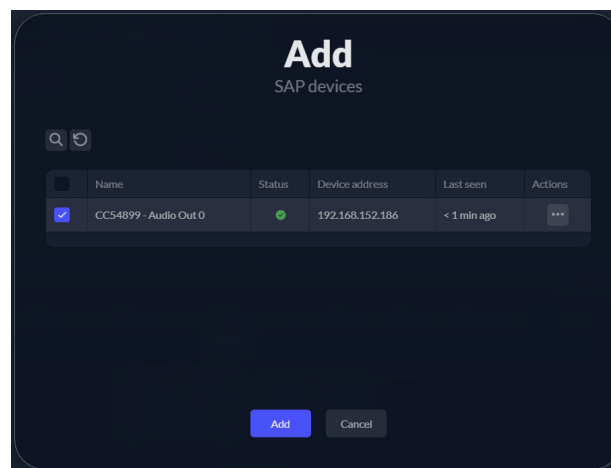 Add
SAP devices
Name Status Device address Last seen Actions
CC54899 - Audio Out 0 192.168.152.186 < 1 min ago
Add Cancel